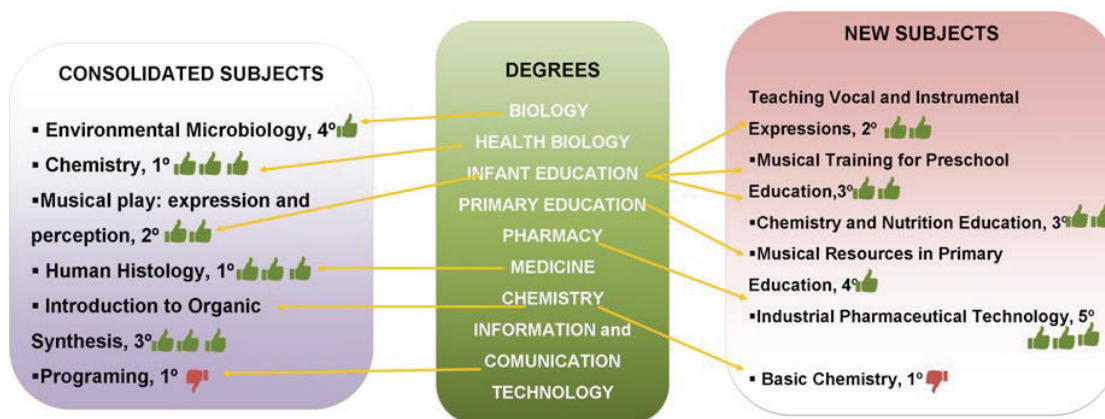 CONSOLIDATED SUBJECTS
▪ Environmental Microbiology, 4º
▪ Chemistry, 1º
▪Musical play: expression and
perception, 2º
▪ Human Histology, 1º
▪ Introduction to Organic
Synthesis, 3º
▪Programing, 1º
DEGREES
BIOLOGY
HEALTH BIOLOGY
INFANT EDUCATION
PRIMARY EDUCATION
PHARMACY
MEDICINE
CHEMISTRY
INFORMATION and
COMUNICATION
TECHNOLOGY
NEW SUBJECTS
Teaching Vocal and Instrumental
Expressions, 2º
▪Musical Training for Preschool
Education,3º
▪Chemistry and Nutrition Education, 3º
▪Musical Resources in Primary
Education, 4º
▪Industrial Pharmaceutical Technology, 5º
▪ Basic Chemistry, 1º